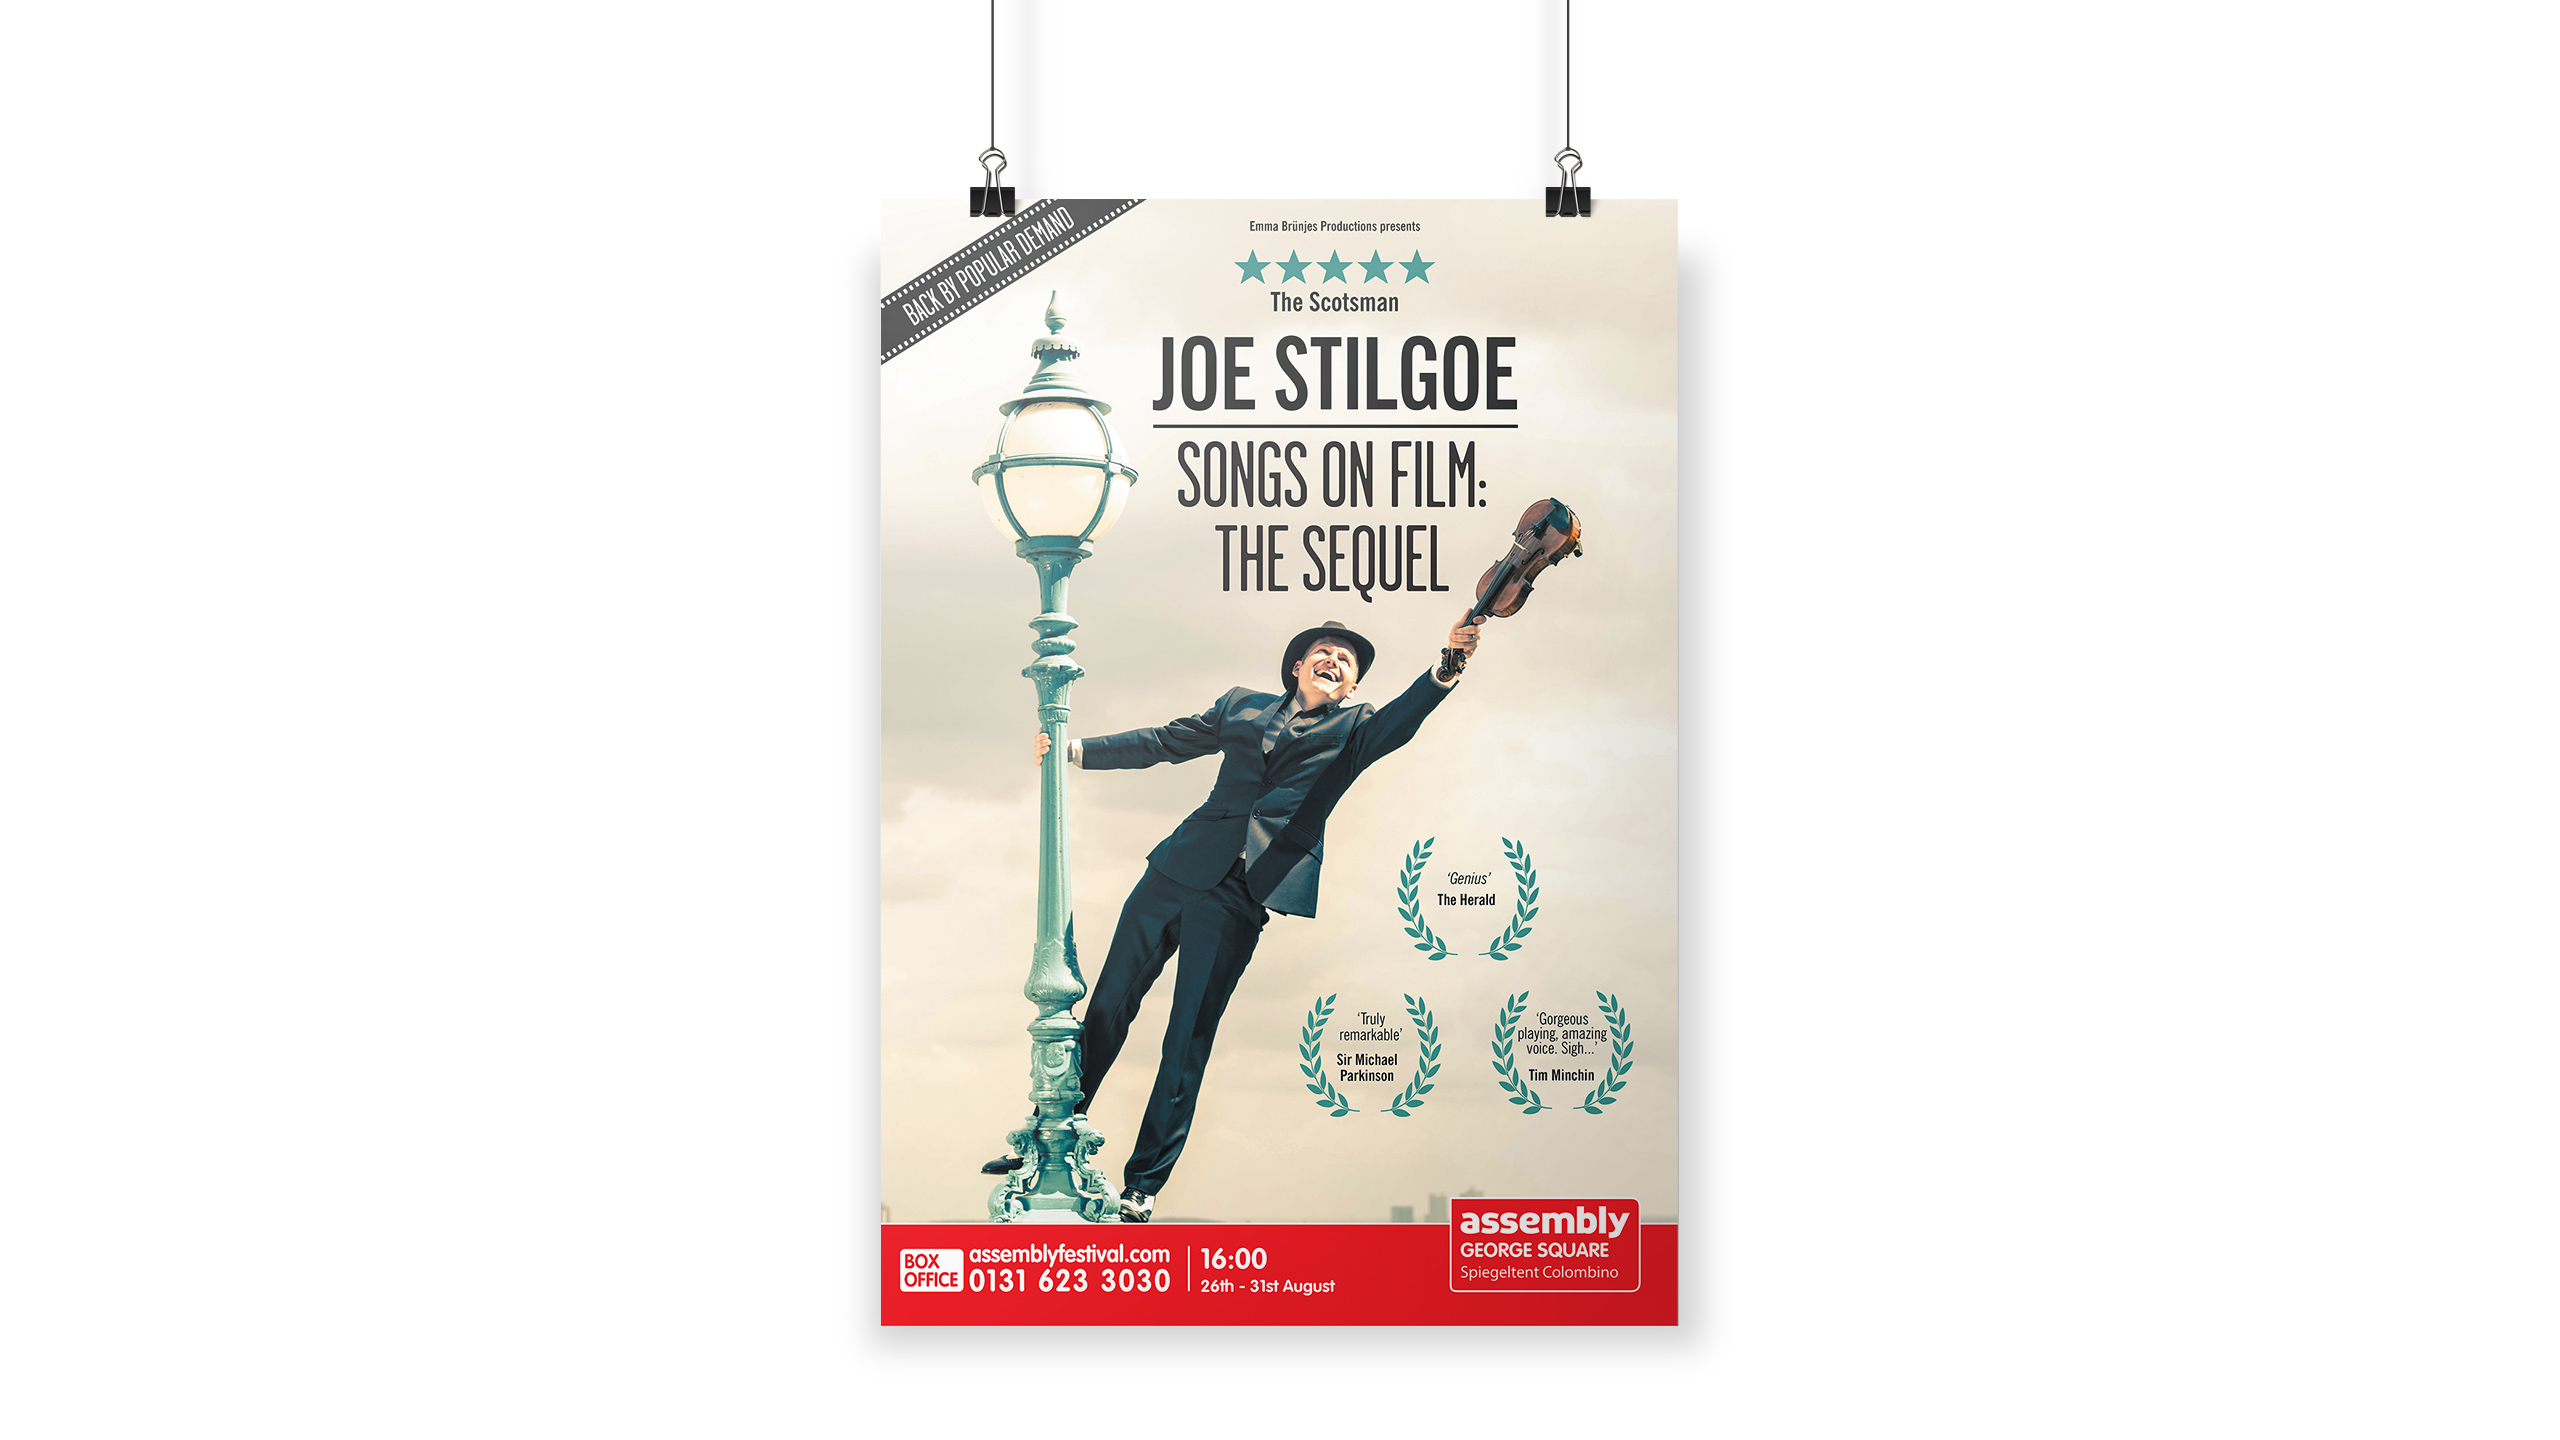 BACK BY POPULAR DEMAND
Emma Brünjes Productions presents
The Scotsman
JOE STILGOE
SONGS ON FILM:
THE SEQUEL
‘Genius’
The Herald
‘Truly
remarkable’
Sir Michael
Parkinson
‘Gorgeous
playing, amazing
voice. Sigh...’
Tim Minchin
BOX
OFFICE
assemblyfestival.com
0131 623 3030
16:00
26th - 31st August
assembly
GEORGE SQUARE
Spiegeltent Colombino